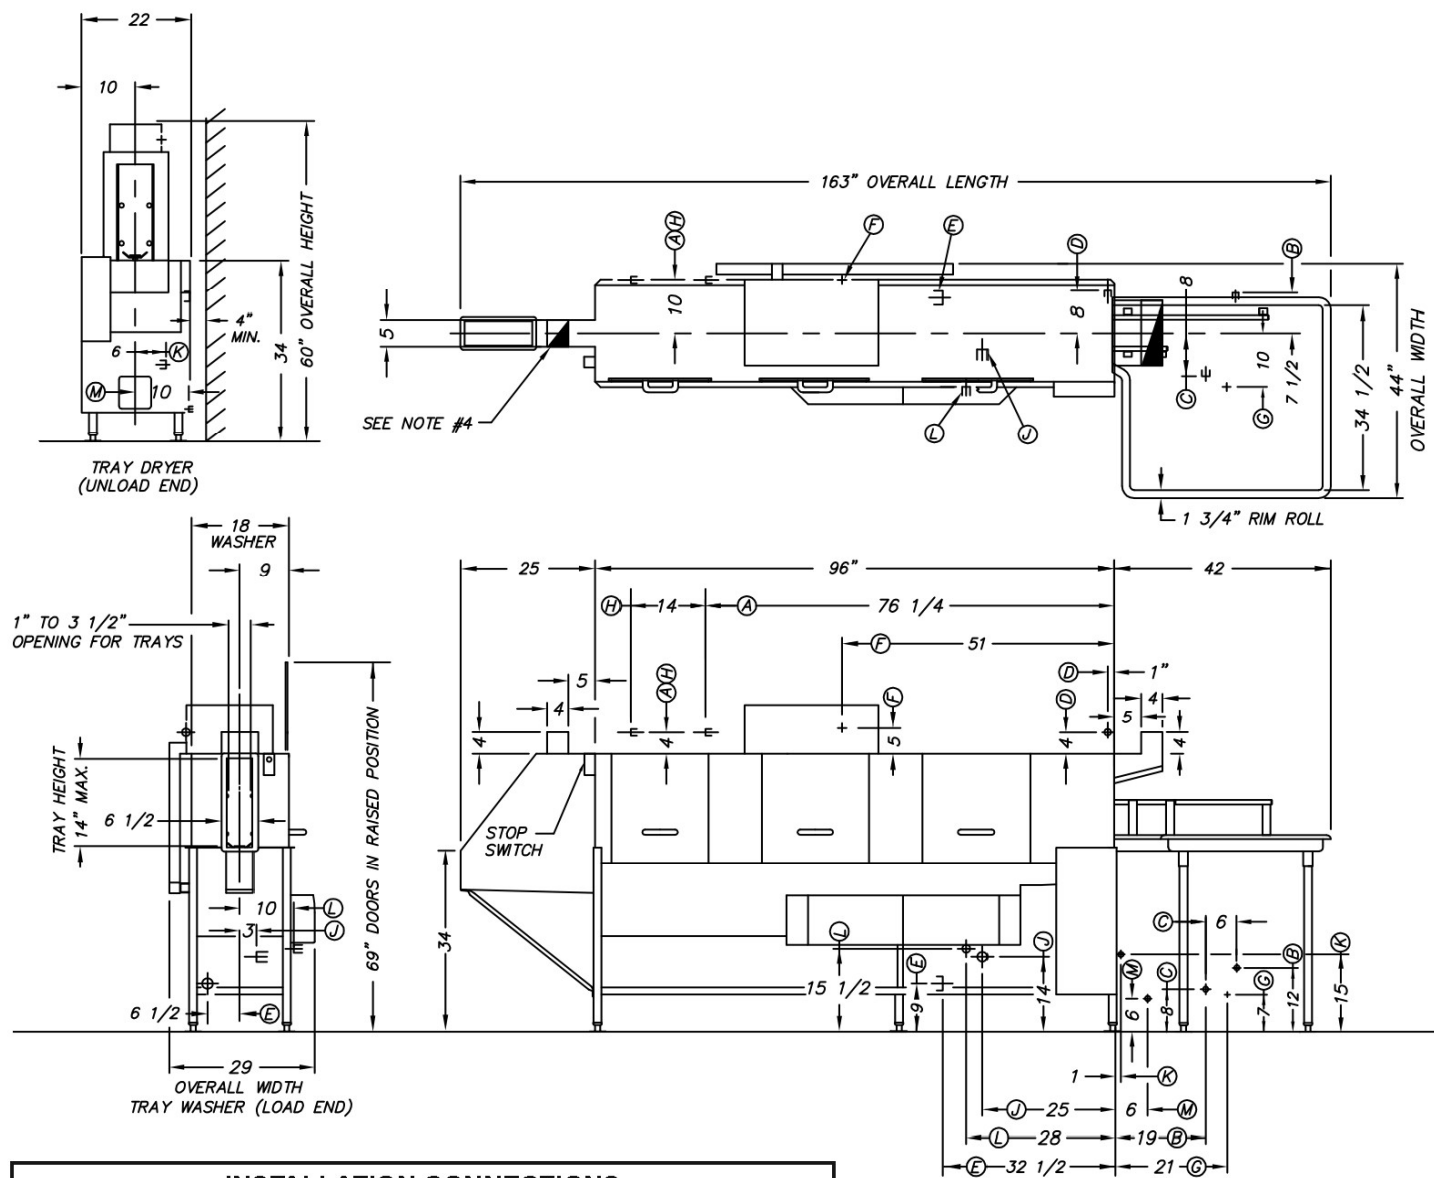 22
10
60" OVERALL HEIGHT
34
4"
MIN.
6 K
M 10
TRAY DRYER
(UNLOAD END)
163" OVERALL LENGTH
A H
F
E
D
B
10
8
8
5
10
7 1/2
34 1/2
44"
OVERALL WIDTH
C
G
SEE NOTE #4
L
J
1 3/4" RIM ROLL
18
WASHER
9
1" TO 3 1/2"
OPENING FOR TRAYS
TRAY HEIGHT
14" MAX.
6 1/2
69" DOORS IN RAISED POSITION
10 L
3 J
6 1/2 E
29
OVERALL WIDTH
TRAY WASHER (LOAD END)
25
96"
42
H 14 A 76 1/4
F 51
D 1"
5
4
4
A H
4
F
5
D
4
4
5
4
STOP
SWITCH
34
L
15 1/2
E
9
J
14
M
6
C
8
C 6
G
7
B
12
K
15
1 K
J 25
6 M
L 28
19 B
E 32 1/2
21 G
INSTALLATION CONNECTIONS